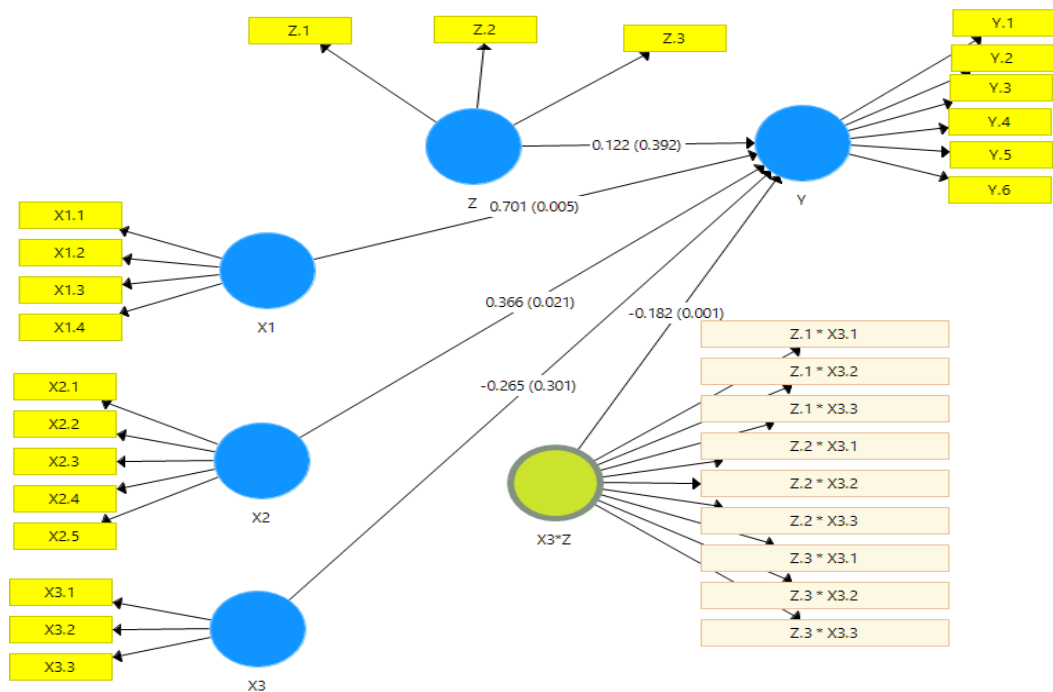 Z.1
Z.2
Z.3
Z
Y.1
Y.2
Y.3
Y.4
Y.5
Y.6
Y
0.122 (0.392)
0.701 (0.005)
X1.1
X1.2
X1.3
X1.4
X1
0.366 (0.021)
-0.182 (0.001)
-0.265 (0.301)
X2.1
X2.2
X2.3
X2.4
X2.5
X2
Z.1 * X3.1
Z.1 * X3.2
Z.1 * X3.3
Z.2 * X3.1
Z.2 * X3.2
Z.2 * X3.3
Z.3 * X3.1
Z.3 * X3.2
Z.3 * X3.3
X3*Z
X3.1
X3.2
X3.3
X3